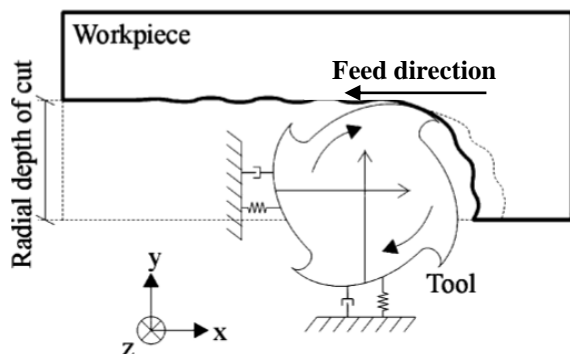 Workpiece
Feed direction
Radial depth of cut
Tool
y
x
z